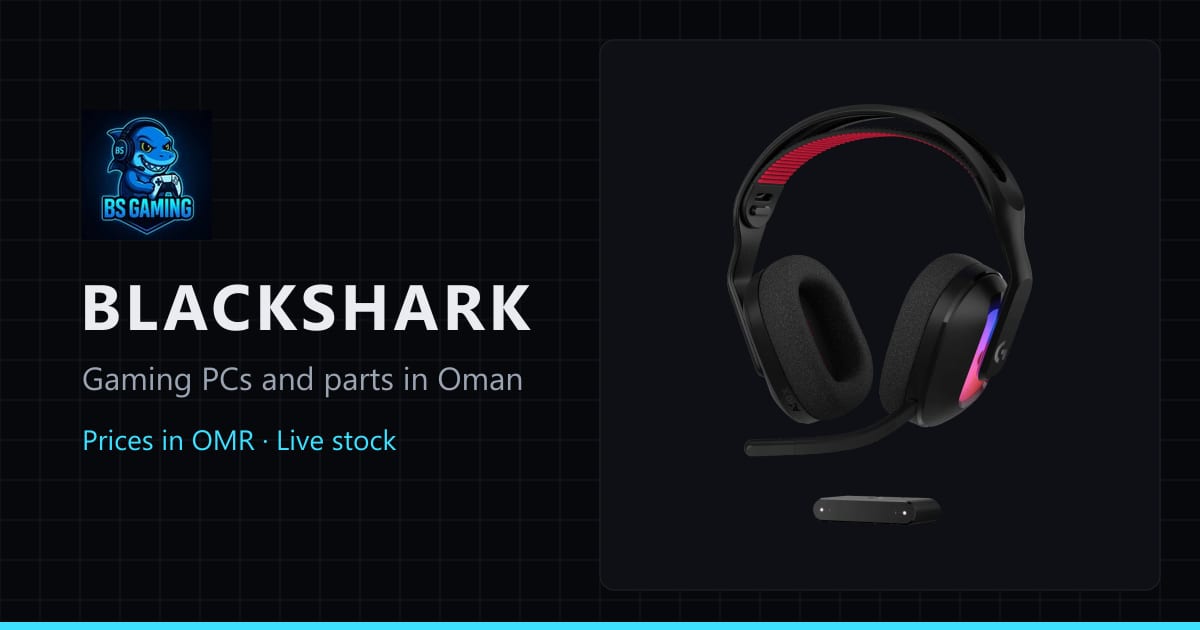 BS
BS GAMING
BLACKSHARK
Gaming PCs and parts in Oman
Prices in OMR · Live stock